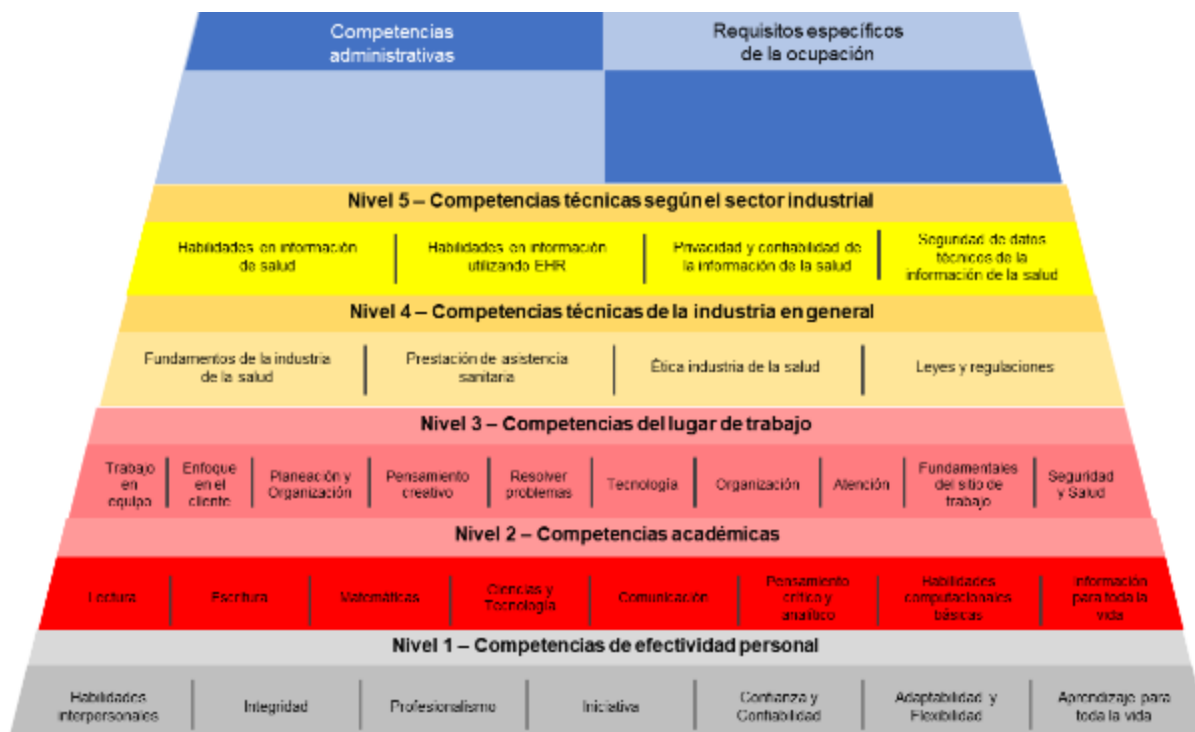 Competencias
administrativas
Requisitos específicos
de la ocupación
Nivel 5 – Competencias técnicas según el sector industrial
Habilidades en información
de salud
Habilidades en información
utilizando EHR
Privacidad y confiabilidad de
la información de la salud
Seguridad de datos
técnicos de la
información de la salud
Nivel 4 – Competencias técnicas de la industria en general
Fundamentos de la industria
de la salud
Prestación de asistencia
sanitaria
Ética industria de la salud
Leyes y regulaciones
Nivel 3 – Competencias del lugar de trabajo
Trabajo
en
equipo
Enfoque
en el
cliente
Planeación y
Organización
Pensamiento
creativo
Resolver
problemas
Tecnología
Organización
Atención
Fundamentales
del sitio de
trabajo
Seguridad
y Salud
Nivel 2 – Competencias académicas
Lectura
Escritura
Matemáticas
Ciencias y
Tecnología
Comunicación
Pensamiento
crítico y
analítico
Habilidades
computacionales
básicas
Información
para toda la
vida
Nivel 1 – Competencias de efectividad personal
Habilidades
interpersonales
Integridad
Profesionalismo
Iniciativa
Confianza y
Confiabilidad
Adaptabilidad y
Flexibilidad
Aprendizaje para
toda la vida